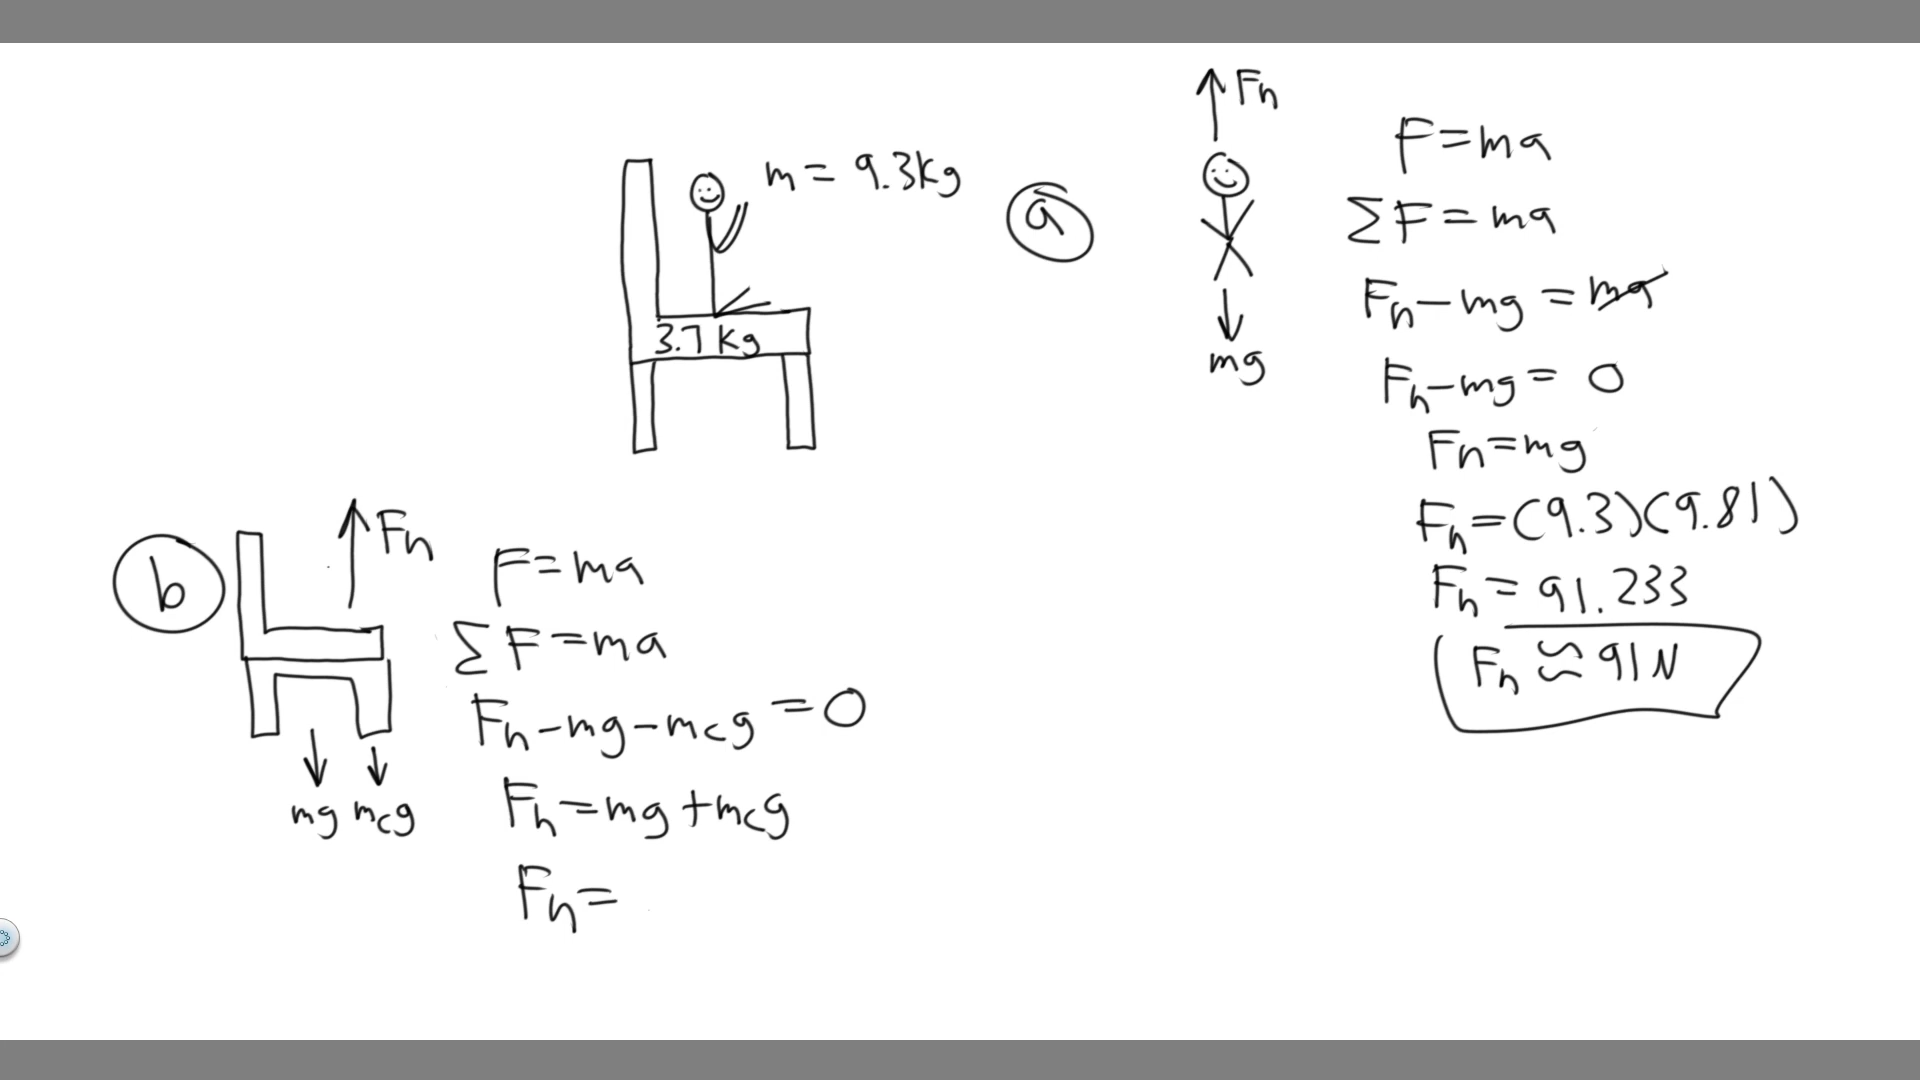 m = 9.3kg
3.7 kg
a
Fn
mg
F=ma
ΣF=ma
Fn-mg=ma
Fn-mg=0
Fn=mg
Fn=(9.3)(9.81)
Fn=91.233
Fn≈91N
b
Fn
mg mcg
F=ma
ΣF=ma
Fn-mg-mcg=0
Fn=mg+mcg
Fn=